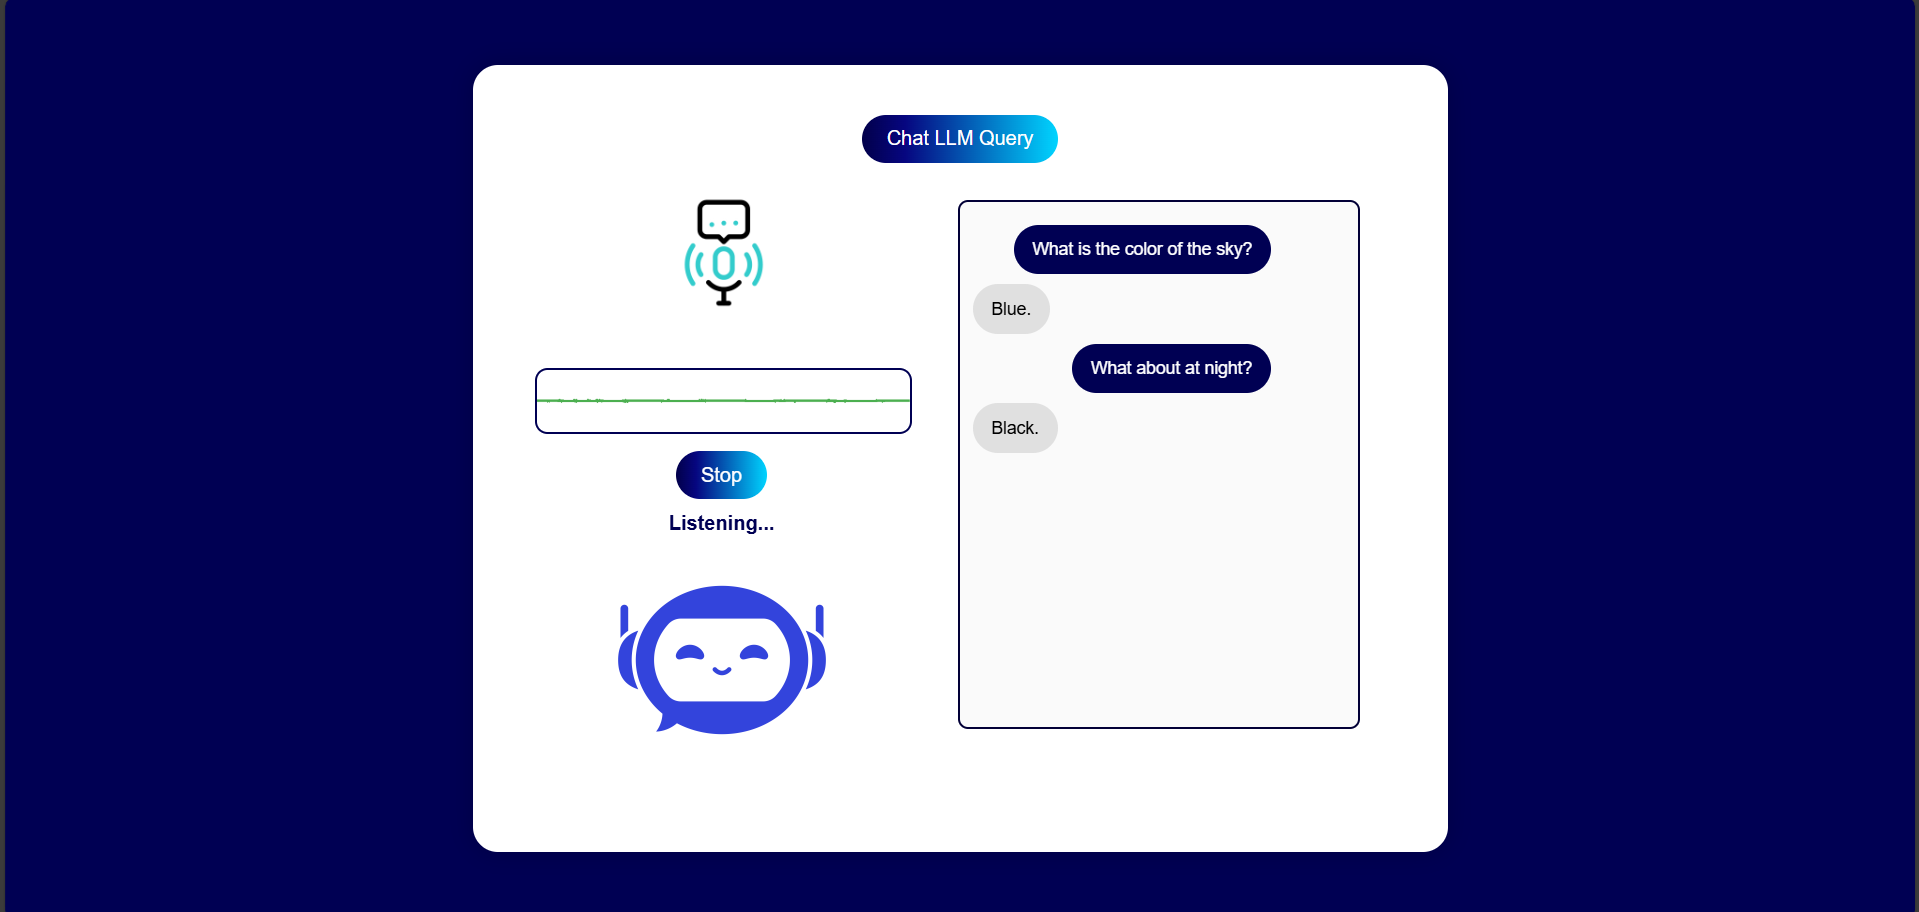 Chat LLM Query
What is the color of the sky?
Blue.
What about at night?
Black.
Stop
Listening...